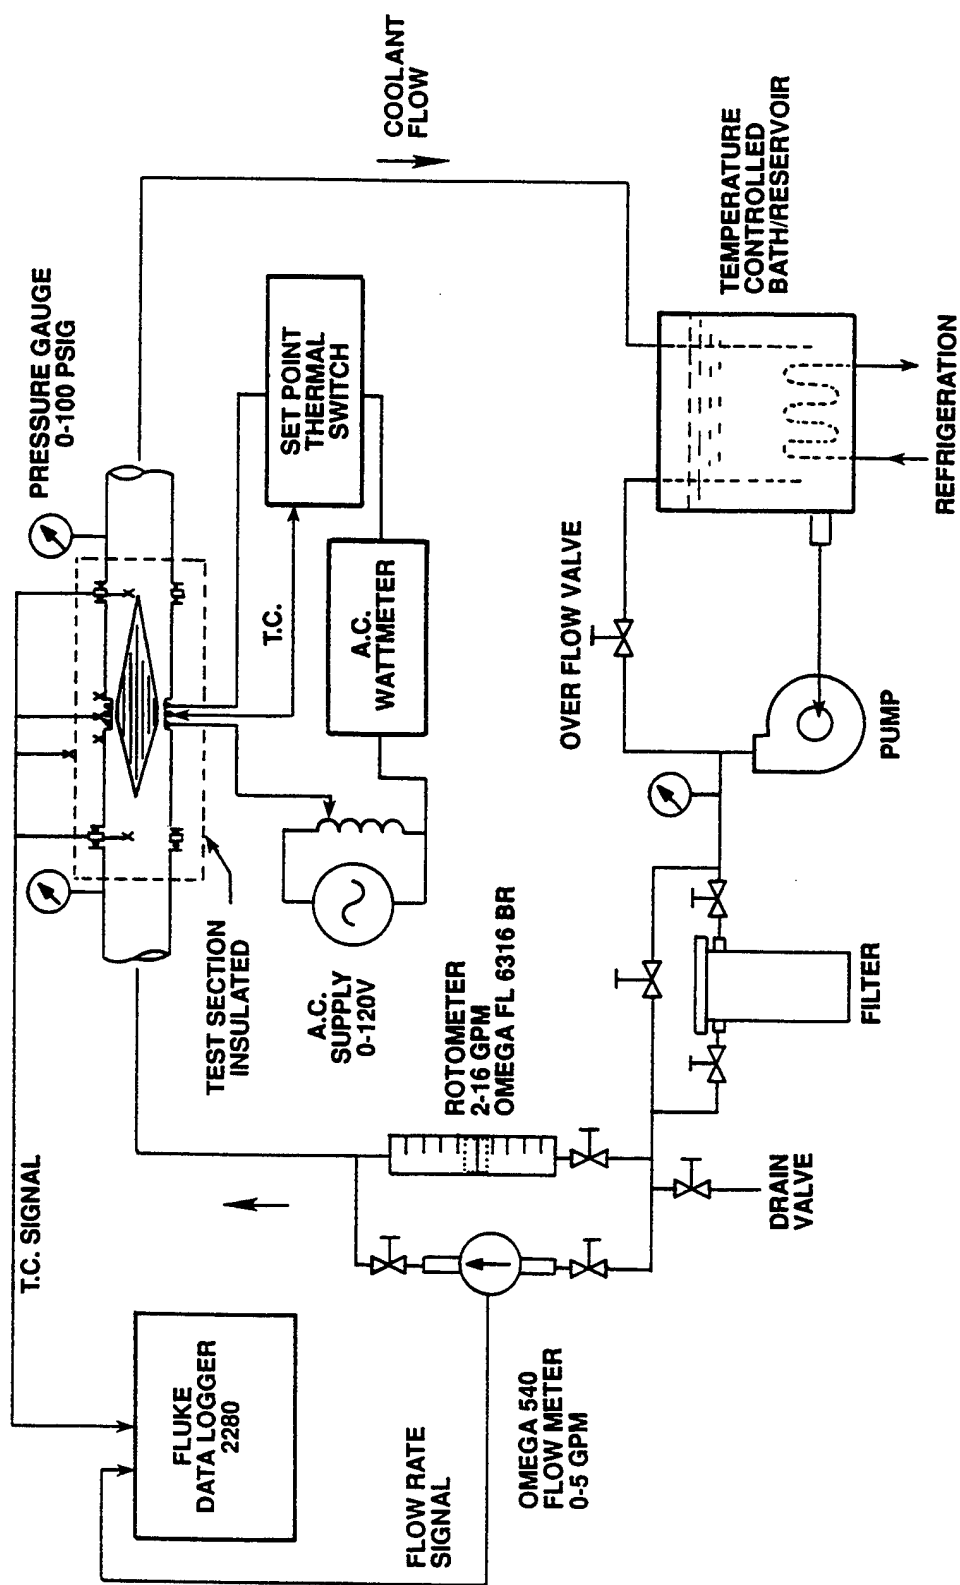 T.C. SIGNAL
FLUKE
DATA LOGGER
2280
FLOW RATE
SIGNAL
OMEGA 540
FLOW METER
0-5 GPM
PRESSURE GAUGE
0-100 PSIG
TEST SECTION
INSULATED
A.C.
SUPPLY
0-120V
T.C.
SET POINT
THERMAL
SWITCH
A.C.
WATTMETER
COOLANT
FLOW
ROTOMETER
2-16 GPM
OMEGA FL 6316 BR
DRAIN
VALVE
FILTER
OVER FLOW VALVE
PUMP
TEMPERATURE
CONTROLLED
BATH/RESERVOIR
REFRIGERATION